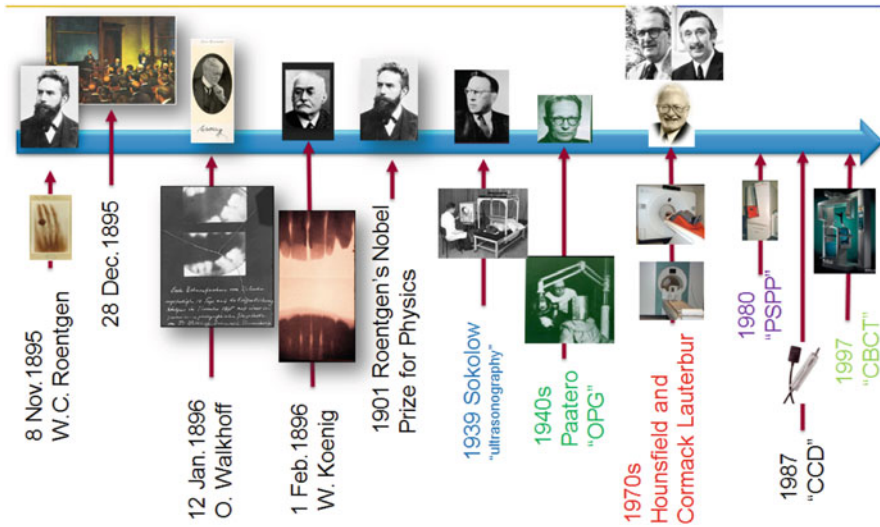 8 Nov.1895
W.C. Roentgen
28 Dec.1895
12 Jan. 1896
O. Walkhoff
1 Feb.1896
W. Koenig
1901 Roentgen's Nobel
Prize for Physics
1939 Sokolow
"ultrasonography"
1940s
Paatero
"OPG"
1970s
Hounsfield and
Cormack Lauterbur
1980
"PSPP"
1987
"CCD"
1997
"CBCT"